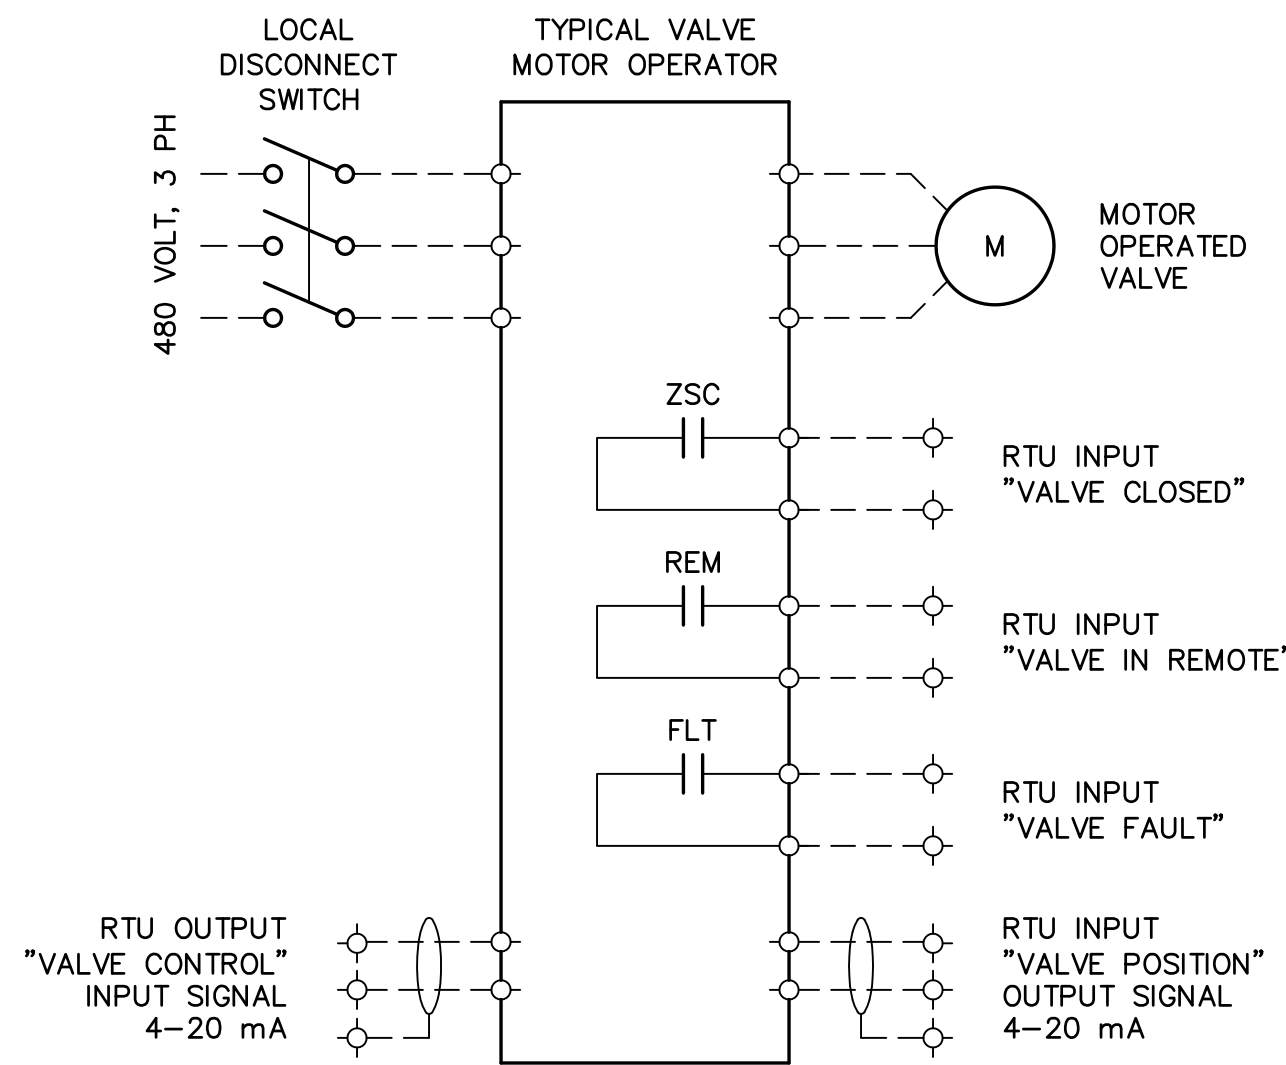 LOCAL
DISCONNECT
SWITCH
TYPICAL VALVE
MOTOR OPERATOR
480 VOLT, 3 PH
M
MOTOR
OPERATED
VALVE
ZSC
RTU INPUT
"VALVE CLOSED"
REM
RTU INPUT
"VALVE IN REMOTE"
FLT
RTU INPUT
"VALVE FAULT"
RTU OUTPUT
"VALVE CONTROL"
INPUT SIGNAL
4-20 mA
RTU INPUT
"VALVE POSITION"
OUTPUT SIGNAL
4-20 mA